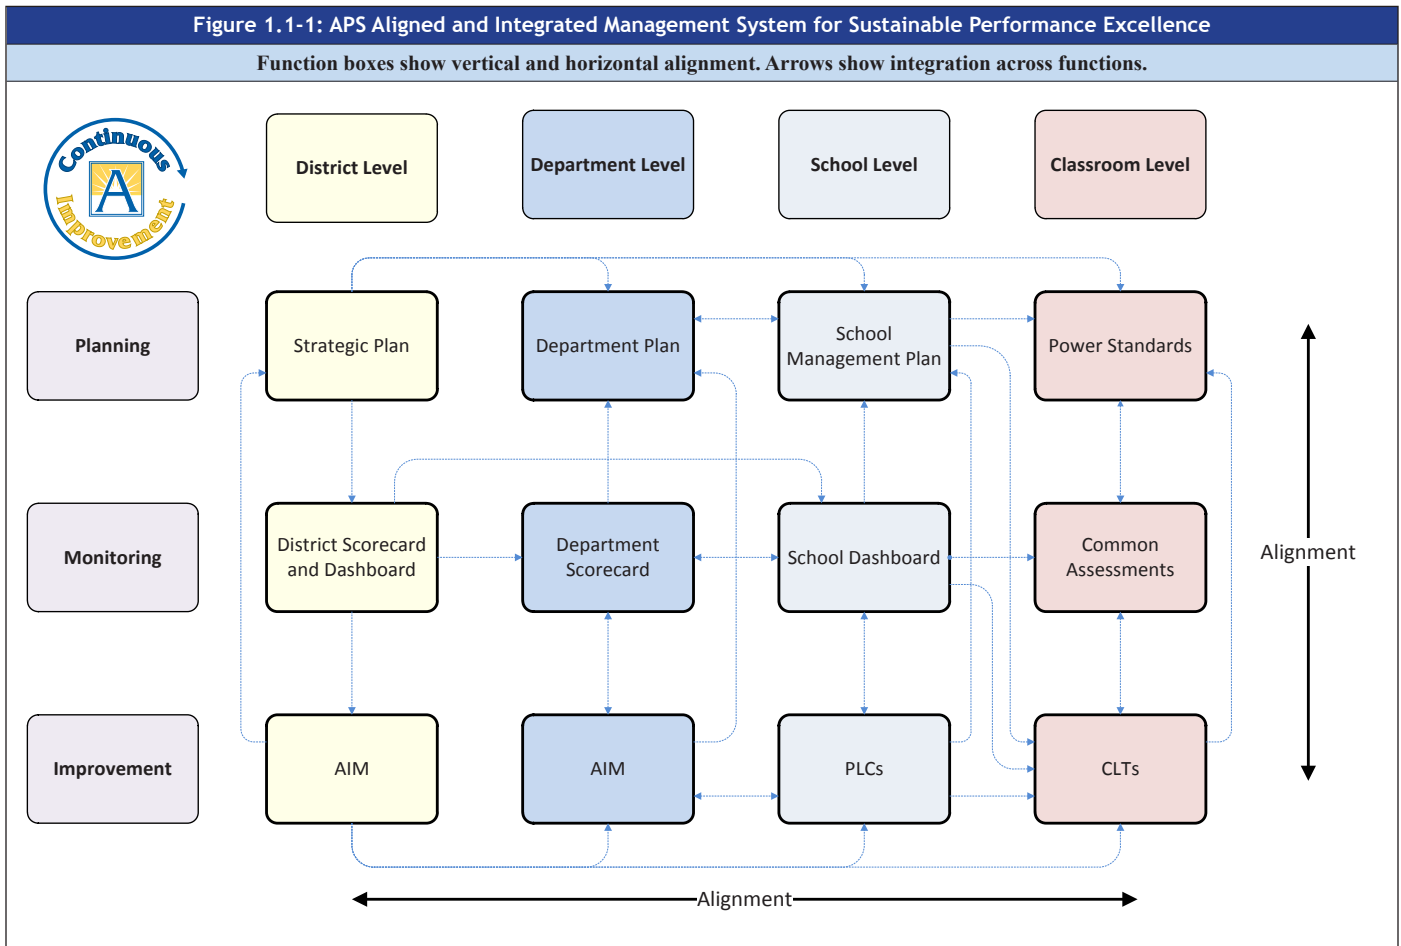 Figure 1.1-1: APS Aligned and Integrated Management System for Sustainable Performance Excellence
Function boxes show vertical and horizontal alignment. Arrows show integration across functions.
Continuous
A
Improvement
District Level
Department Level
School Level
Classroom Level
Planning
Strategic Plan
Department Plan
School
Management Plan
Power Standards
Monitoring
District Scorecard
and Dashboard
Department
Scorecard
School Dashboard
Common
Assessments
Alignment
Improvement
AIM
AIM
PLCs
CLTs
Alignment